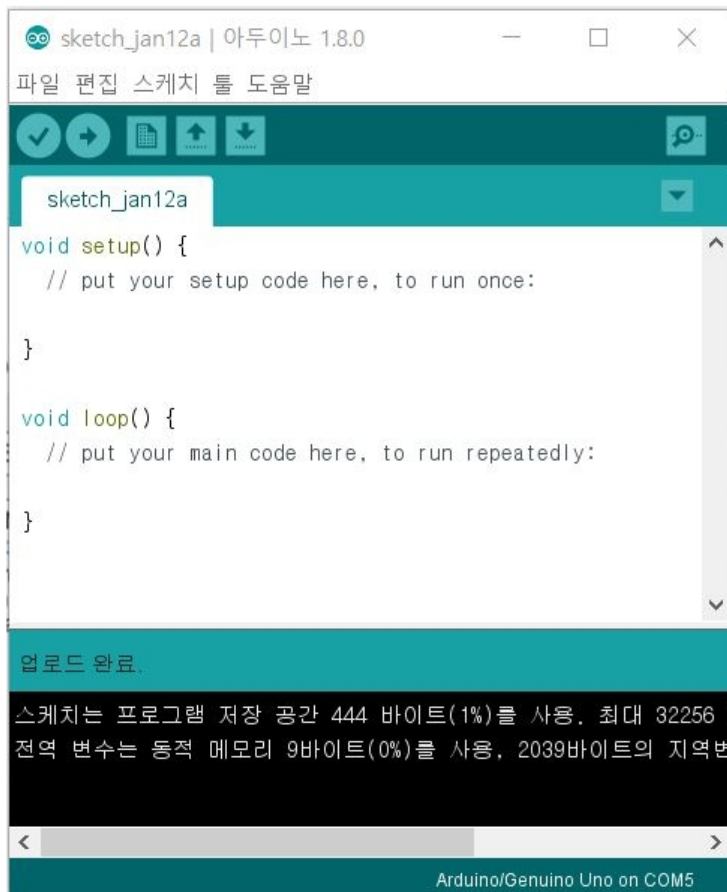 sketch_jan12a | 아두이노 1.8.0
파일 편집 스케치 툴 도움말
sketch_jan12a
void setup() {
  // put your setup code here, to run once:
}
void loop() {
  // put your main code here, to run repeatedly:
}
업로드 완료.
스케치는 프로그램 저장 공간 444 바이트(1%)를 사용. 최대 32256
전역 변수는 동적 메모리 9바이트(0%)를 사용, 2039바이트의 지역변
Arduino/Genuino Uno on COM5